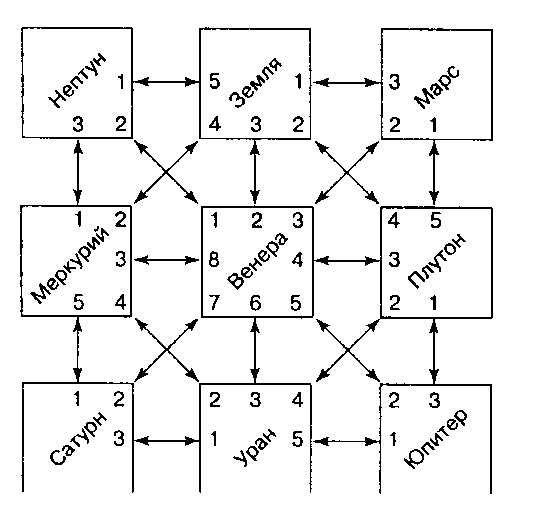 Нептун 1 5 Земля 1 3 Марс
3 2 4 3 2 2 1
1 2 1 2 3 4 5
Меркурий 3 8 Венера 4 3 Плутон
5 4 7 6 5 2 1
1 2 2 3 4 2 3
Сатурн 3 1 Уран 5 1 Юпитер